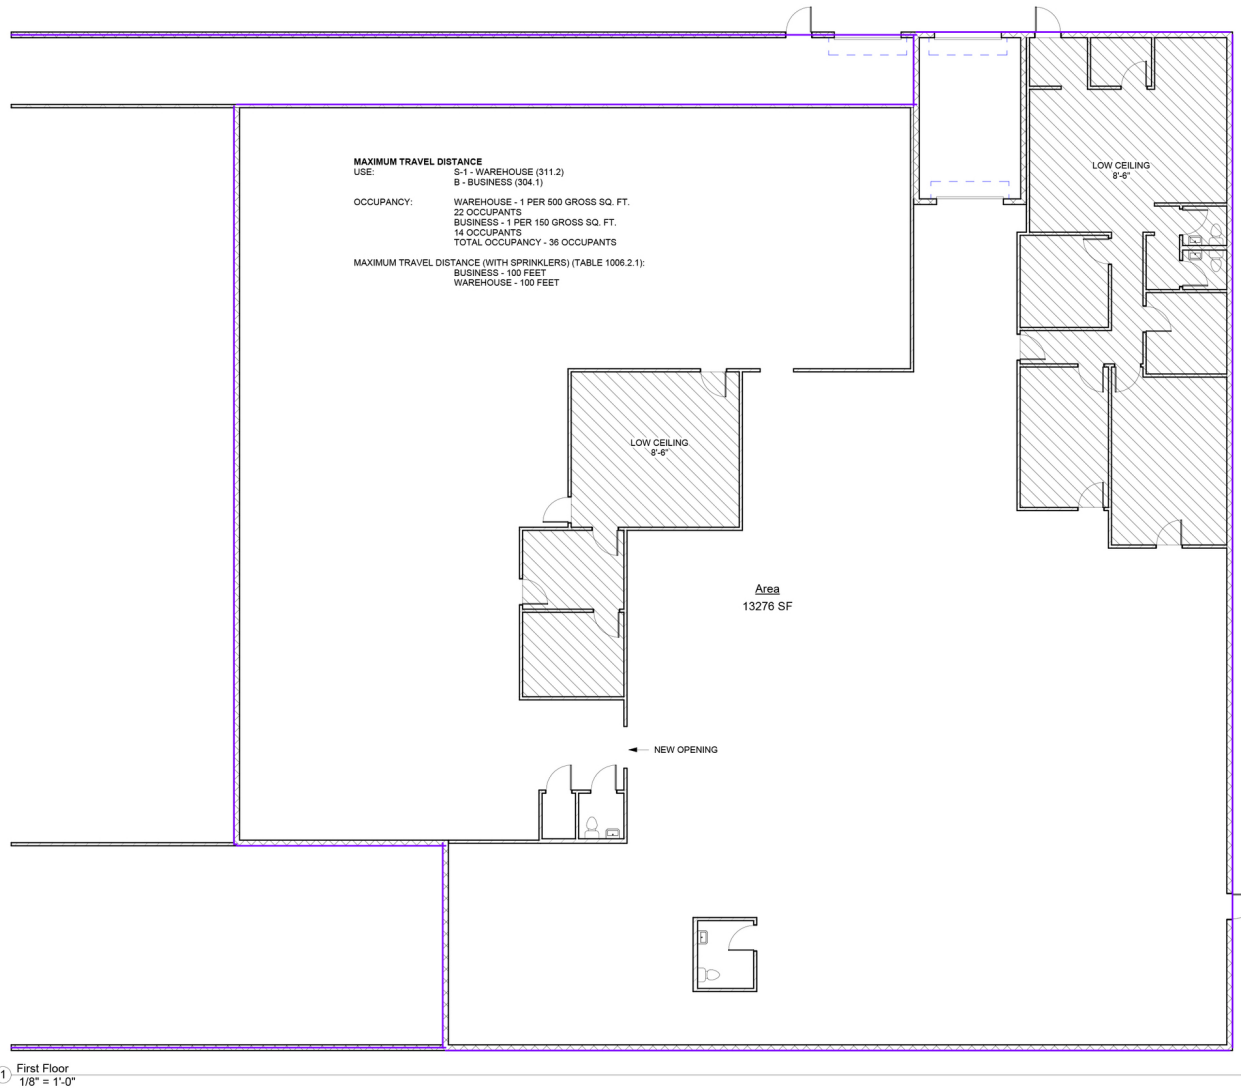 MAXIMUM TRAVEL DISTANCE
USE: S-1 - WAREHOUSE (311.2)
B - BUSINESS (304.1)
OCCUPANCY: WAREHOUSE - 1 PER 500 GROSS SQ. FT.
22 OCCUPANTS
BUSINESS - 1 PER 150 GROSS SQ. FT.
14 OCCUPANTS
TOTAL OCCUPANCY - 36 OCCUPANTS
MAXIMUM TRAVEL DISTANCE (WITH SPRINKLERS) (TABLE 1006.2.1):
BUSINESS - 100 FEET
WAREHOUSE - 100 FEET
LOW CEILING
8'-6"
LOW CEILING
8'-6"
Area
13276 SF
NEW OPENING
1 First Floor
1/8" = 1'-0"